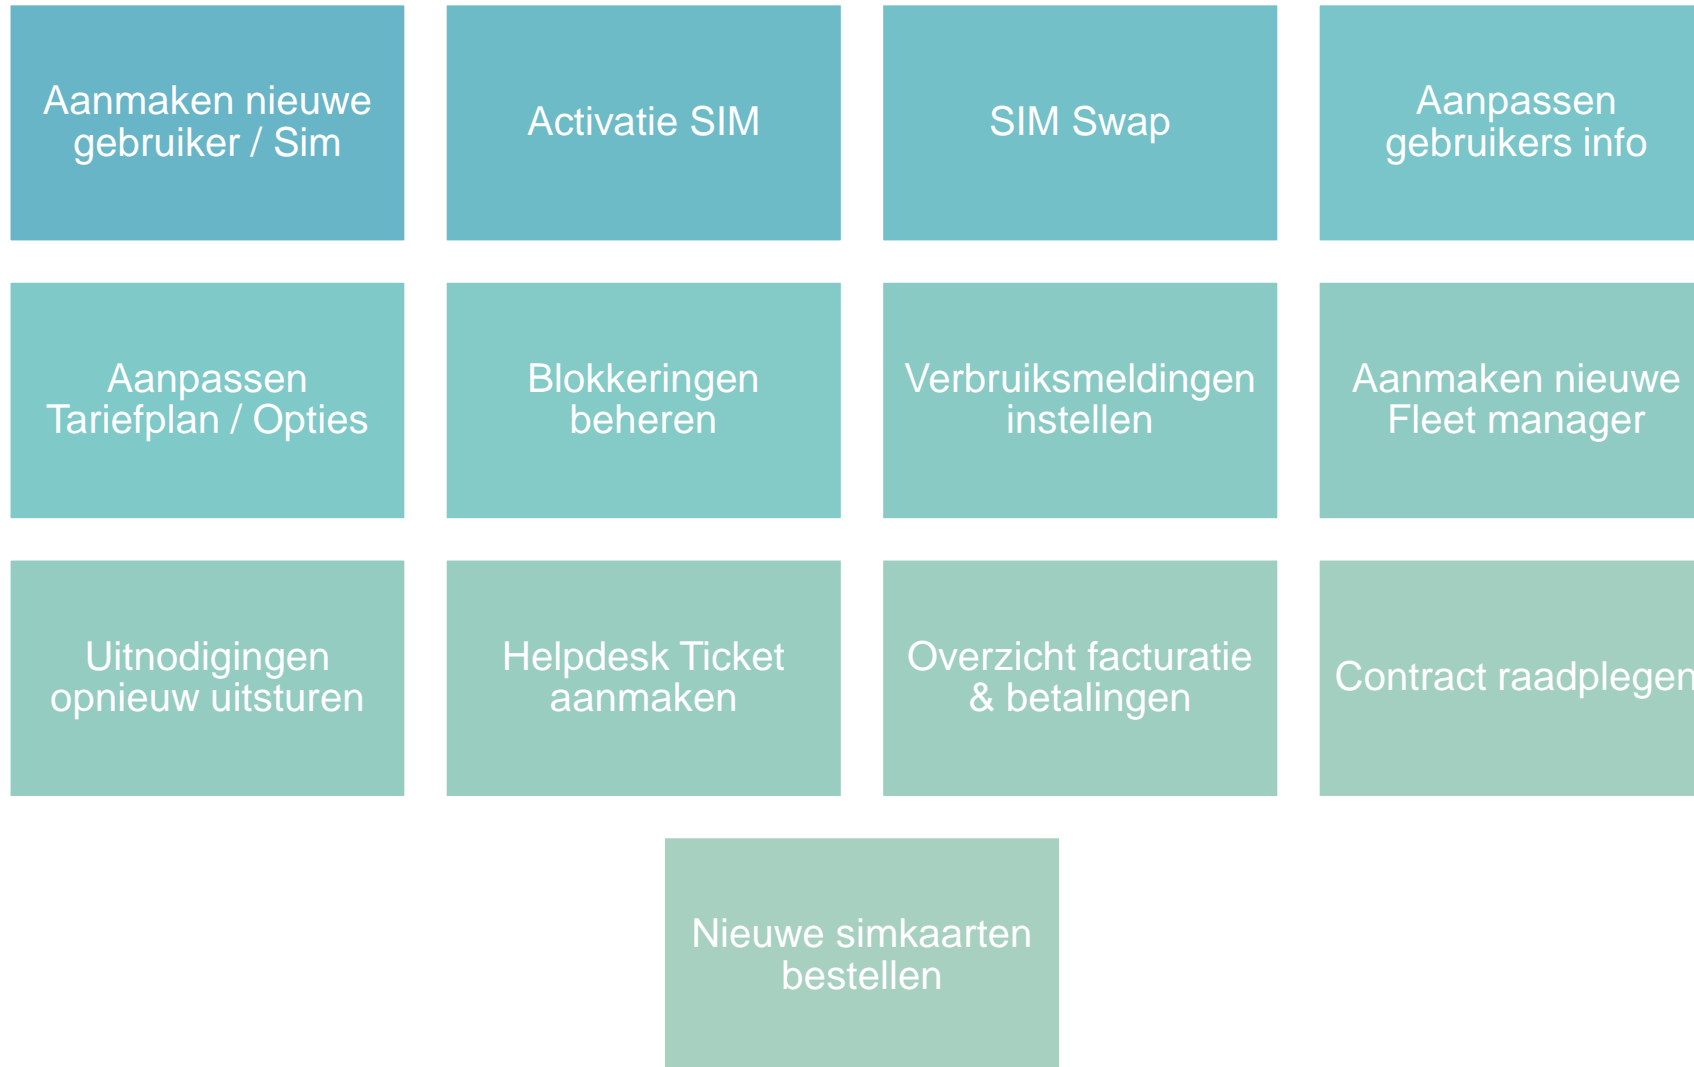 Aanmaken nieuwe
gebruiker / Sim
Activatie SIM
SIM Swap
Aanpassen
gebruikers info
Aanpassen
Tariefplan / Opties
Blokkeringen
beheren
Verbruiksmeldingen
instellen
Aanmaken nieuwe
Fleet manager
Uitnodigingen
opnieuw uitsturen
Helpdesk Ticket
aanmaken
Overzicht facturatie
& betalingen
Contract raadplegen
Nieuwe simkaarten
bestellen